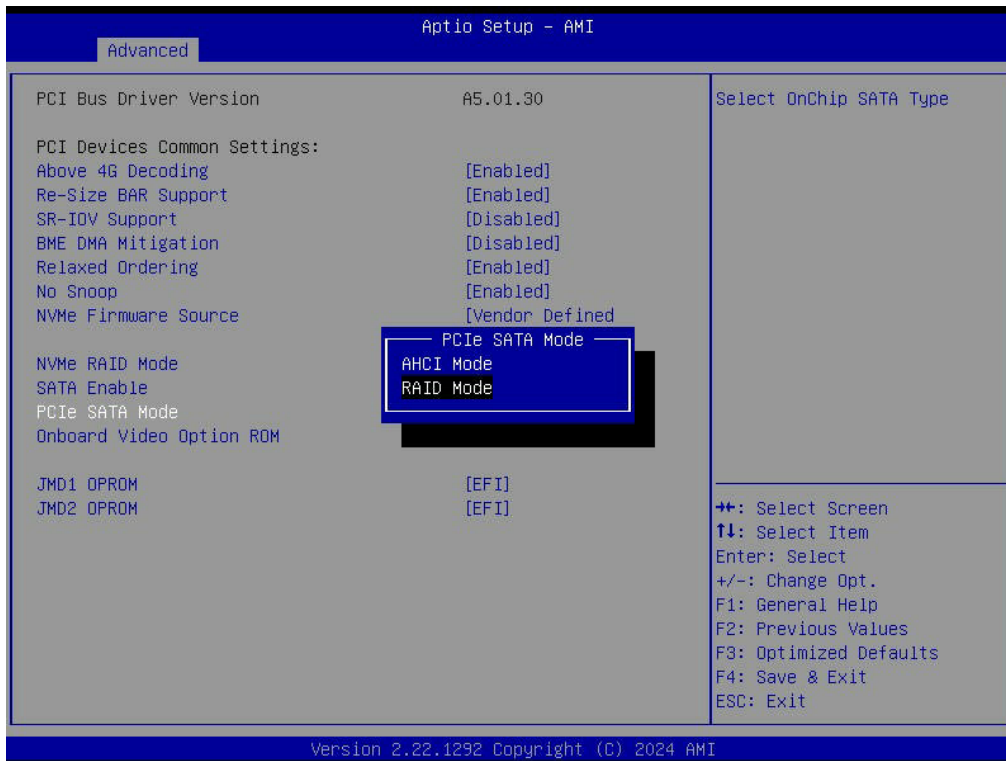 Aptio Setup – AMI
Advanced
PCI Bus Driver Version A5.01.30
Select OnChip SATA Type
PCI Devices Common Settings:
Above 4G Decoding [Enabled]
Re-Size BAR Support [Enabled]
SR-IOV Support [Disabled]
BME DMA Mitigation [Disabled]
Relaxed Ordering [Enabled]
No Snoop [Enabled]
NVMe Firmware Source [Vendor Defined
PCIe SATA Mode
AHCI Mode
RAID Mode
NVMe RAID Mode
SATA Enable
PCIe SATA Mode
Onboard Video Option ROM
JMD1 OPROM [EFI]
JMD2 OPROM [EFI]
→←: Select Screen
↑↓: Select Item
Enter: Select
+/-: Change Opt.
F1: General Help
F2: Previous Values
F3: Optimized Defaults
F4: Save & Exit
ESC: Exit
Version 2.22.1292 Copyright (C) 2024 AMI